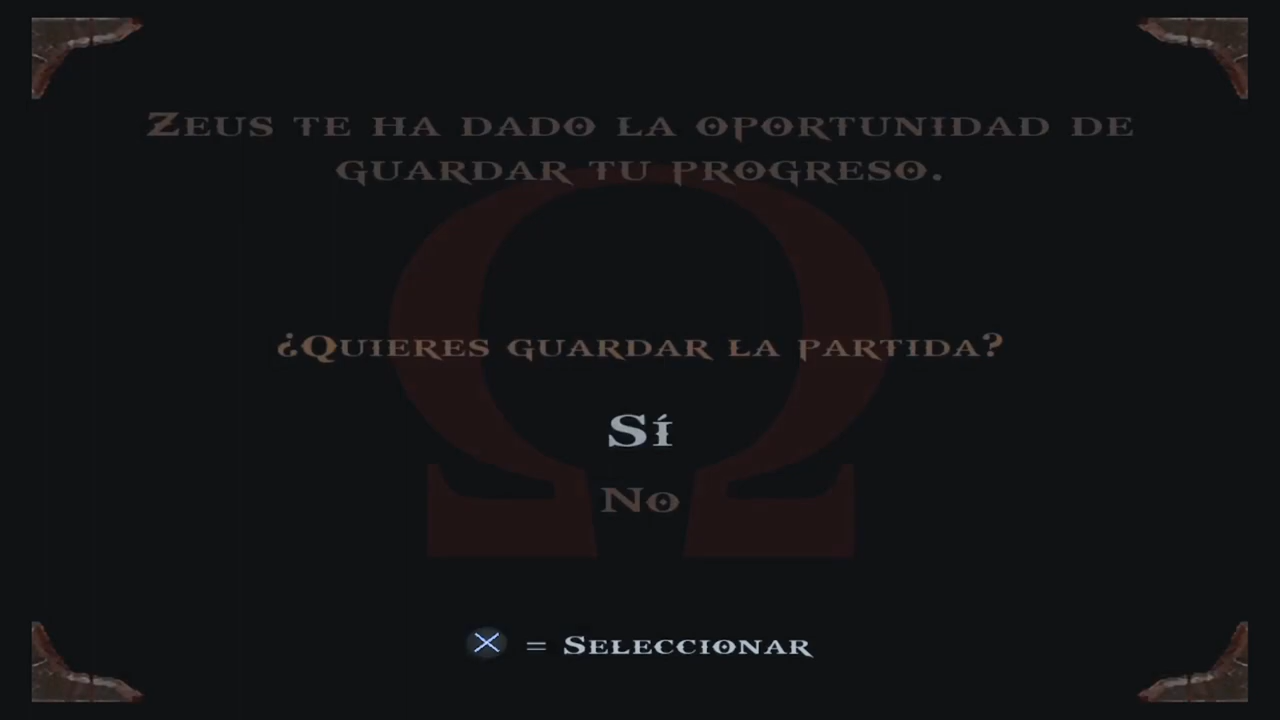 Zeus te ha dado la oportunidad de
guardar tu progreso.
¿Quieres guardar la partida?
Sí
No
= Seleccionar